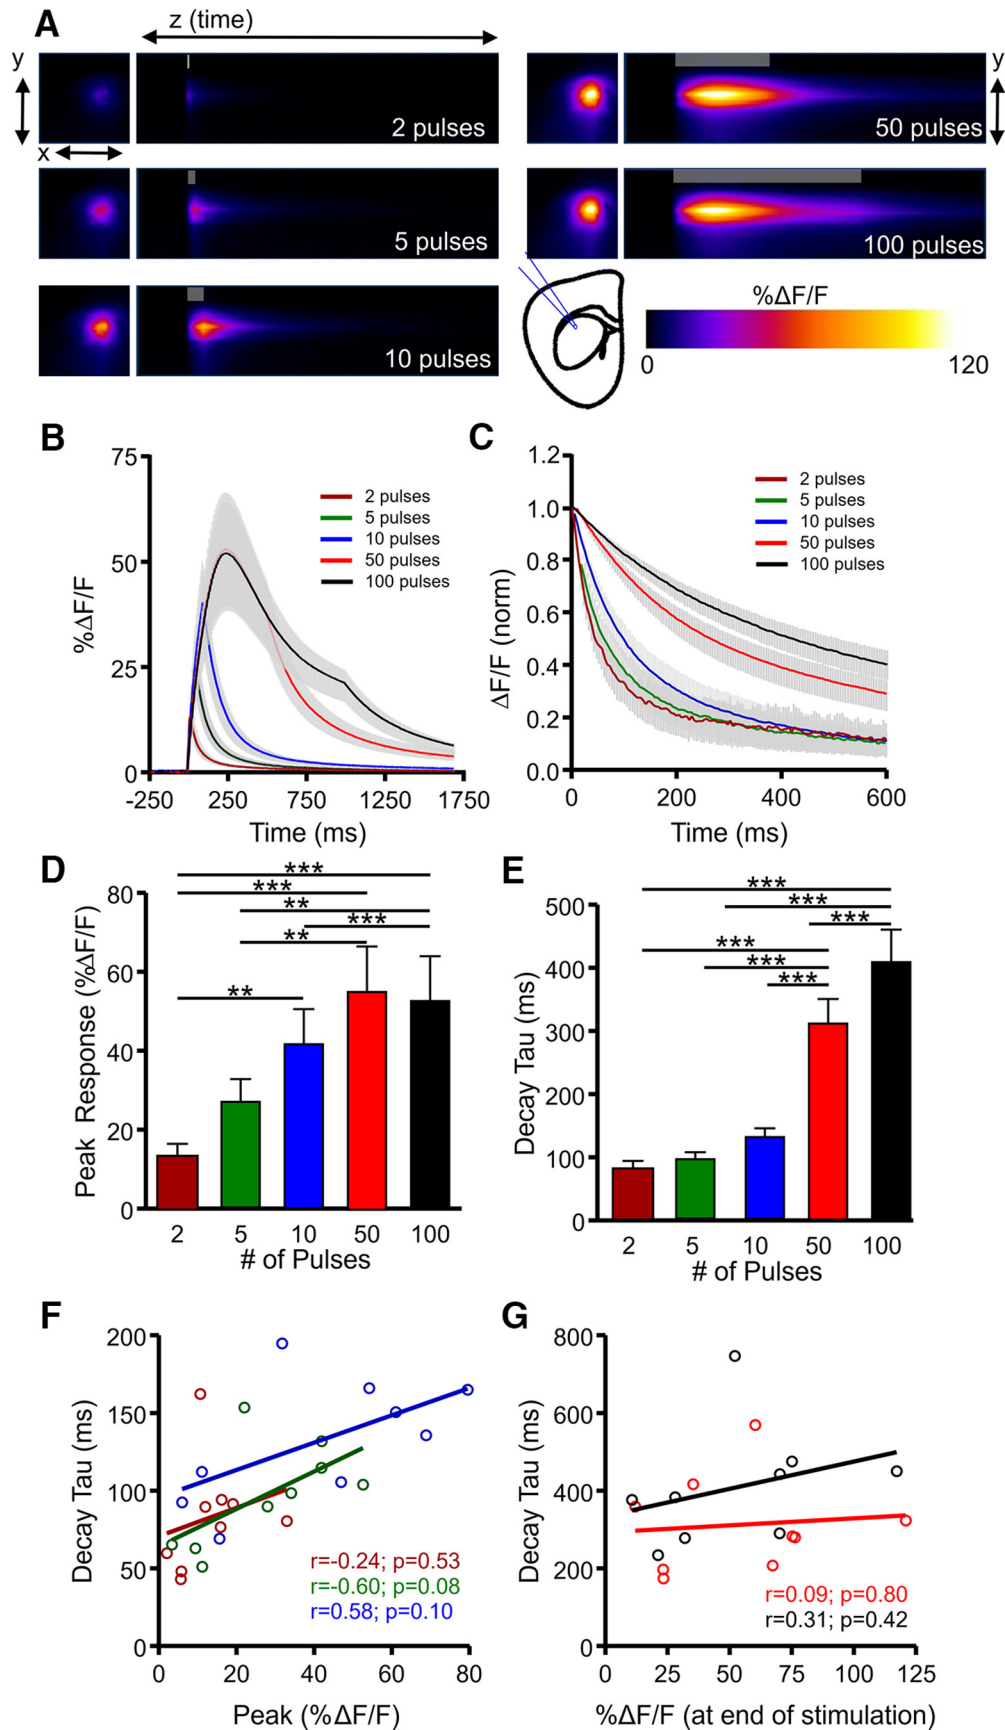 A
z (time)
y
x
2 pulses
5 pulses
10 pulses
50 pulses
y
100 pulses
%ΔF/F
0
120
B
75
50
25
0
%ΔF/F
-250
250
750
1250
1750
Time (ms)
2 pulses
5 pulses
10 pulses
50 pulses
100 pulses
C
1.2
1.0
0.8
0.6
0.4
0.2
0.0
ΔF/F (norm)
0
200
400
600
Time (ms)
2 pulses
5 pulses
10 pulses
50 pulses
100 pulses
D
***
***
**
***
**
**
80
60
40
20
0
Peak Response (%ΔF/F)
2
5
10
50
100
# of Pulses
E
***
***
***
***
***
***
500
400
300
200
100
0
Decay Tau (ms)
2
5
10
50
100
# of Pulses
F
200
150
100
50
0
Decay Tau (ms)
r=-0.24; p=0.53
r=-0.60; p=0.08
r=0.58; p=0.10
0
20
40
60
80
Peak (%ΔF/F)
G
800
600
400
200
0
Decay Tau (ms)
r=0.09; p=0.80
r=0.31; p=0.42
0
25
50
75
100
125
%ΔF/F (at end of stimulation)